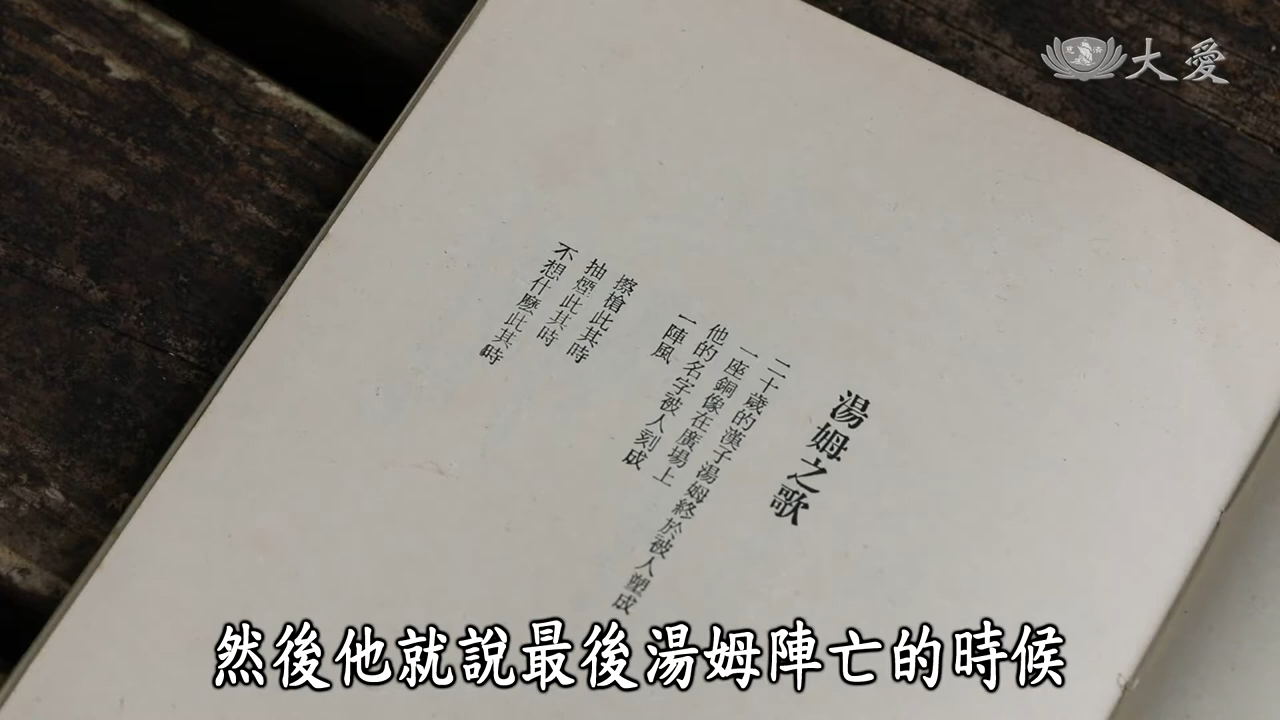 大愛
湯姆之歌
二十歲的漢子湯姆終於被人塑成
一座銅像在廣場上
他的名字被人刻成
一陣風
擦槍此其時
抽煙此其時
不想什麼此其時
然後他就說最後湯姆陣亡的時候